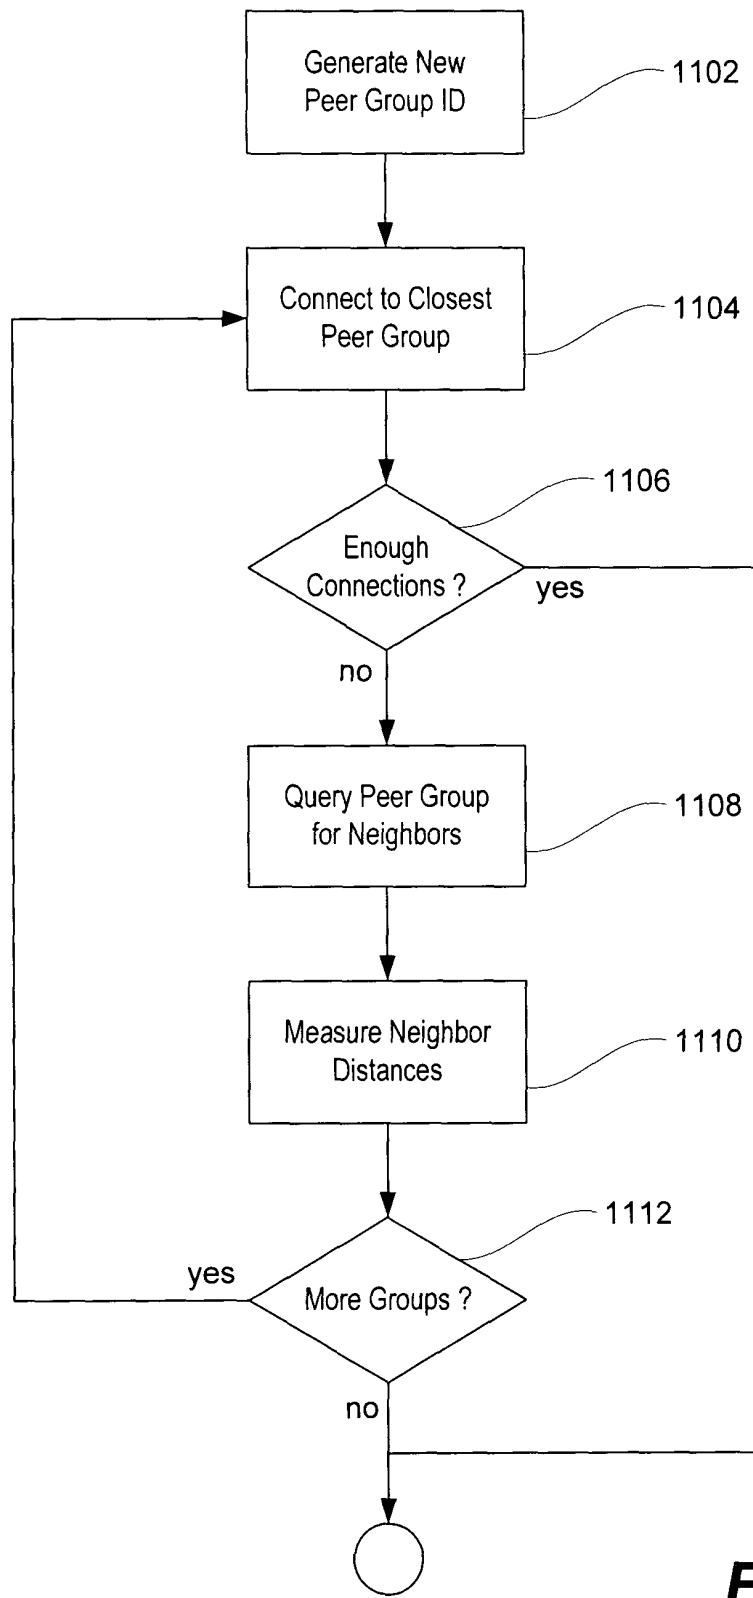 Generate New
Peer Group ID
1102
Connect to Closest
Peer Group
1104
1106
Enough
Connections ?
yes
no
Query Peer Group
for Neighbors
1108
Measure Neighbor
Distances
1110
1112
yes
More Groups ?
no